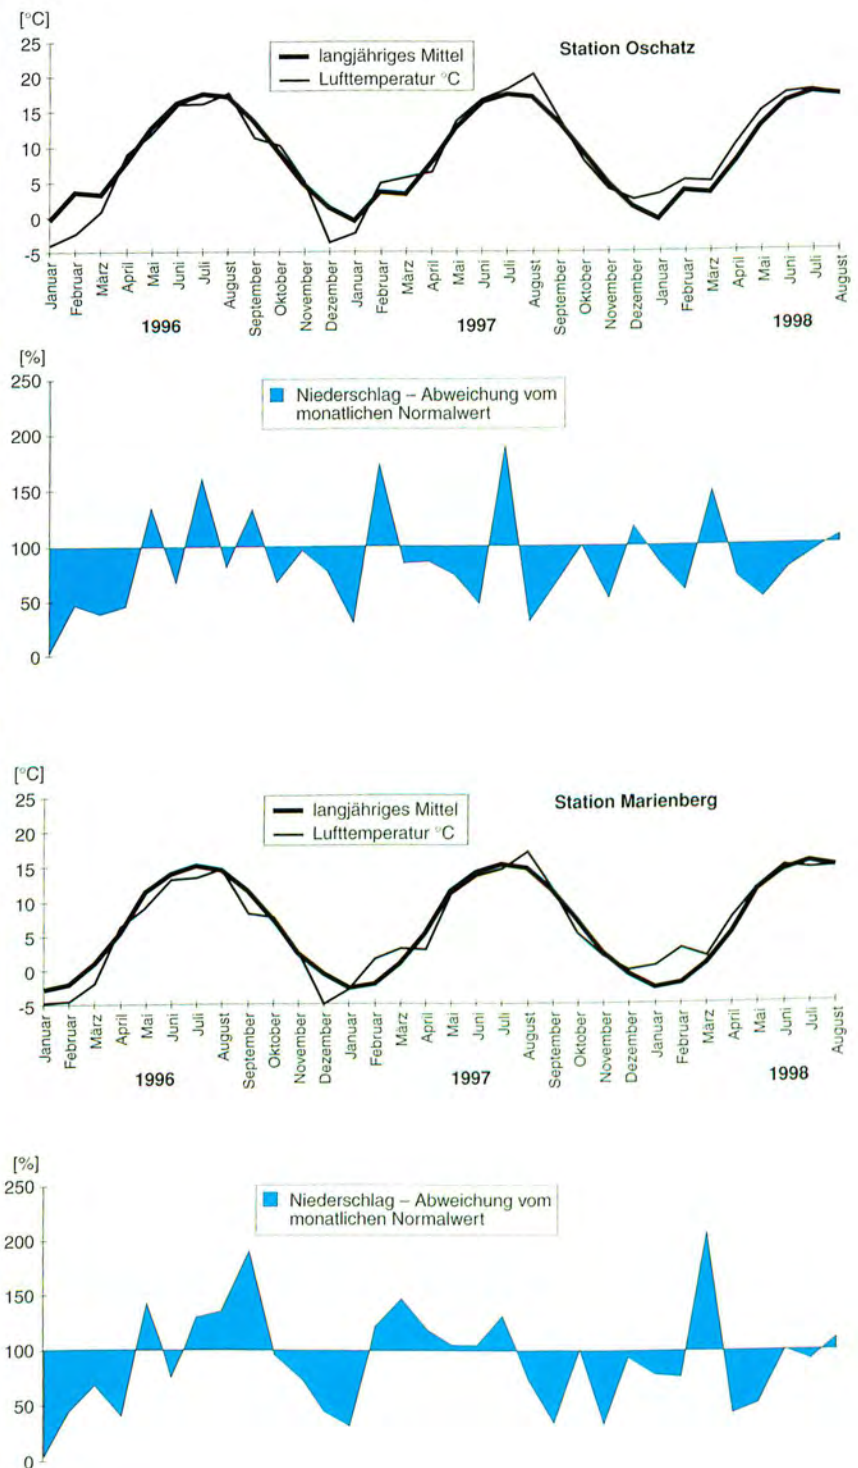 [°C]
25
20
15
10
5
0
-5
langjähriges Mittel
Lufttemperatur °C
Station Oschatz
Januar
Februar
März
April
Mai
Juni
Juli
August
September
Oktober
November
Dezember
Januar
Februar
März
April
Mai
Juni
Juli
August
September
Oktober
November
Dezember
Januar
Februar
März
April
Mai
Juni
Juli
August
1996
1997
1998
[%]
250
200
150
100
50
0
Niederschlag – Abweichung vom
monatlichen Normalwert
[°C]
25
20
15
10
5
0
-5
langjähriges Mittel
Lufttemperatur °C
Station Marienberg
Januar
Februar
März
April
Mai
Juni
Juli
August
September
Oktober
November
Dezember
Januar
Februar
März
April
Mai
Juni
Juli
August
September
Oktober
November
Dezember
Januar
Februar
März
April
Mai
Juni
Juli
August
1996
1997
1998
[%]
250
200
150
100
50
0
Niederschlag – Abweichung vom
monatlichen Normalwert